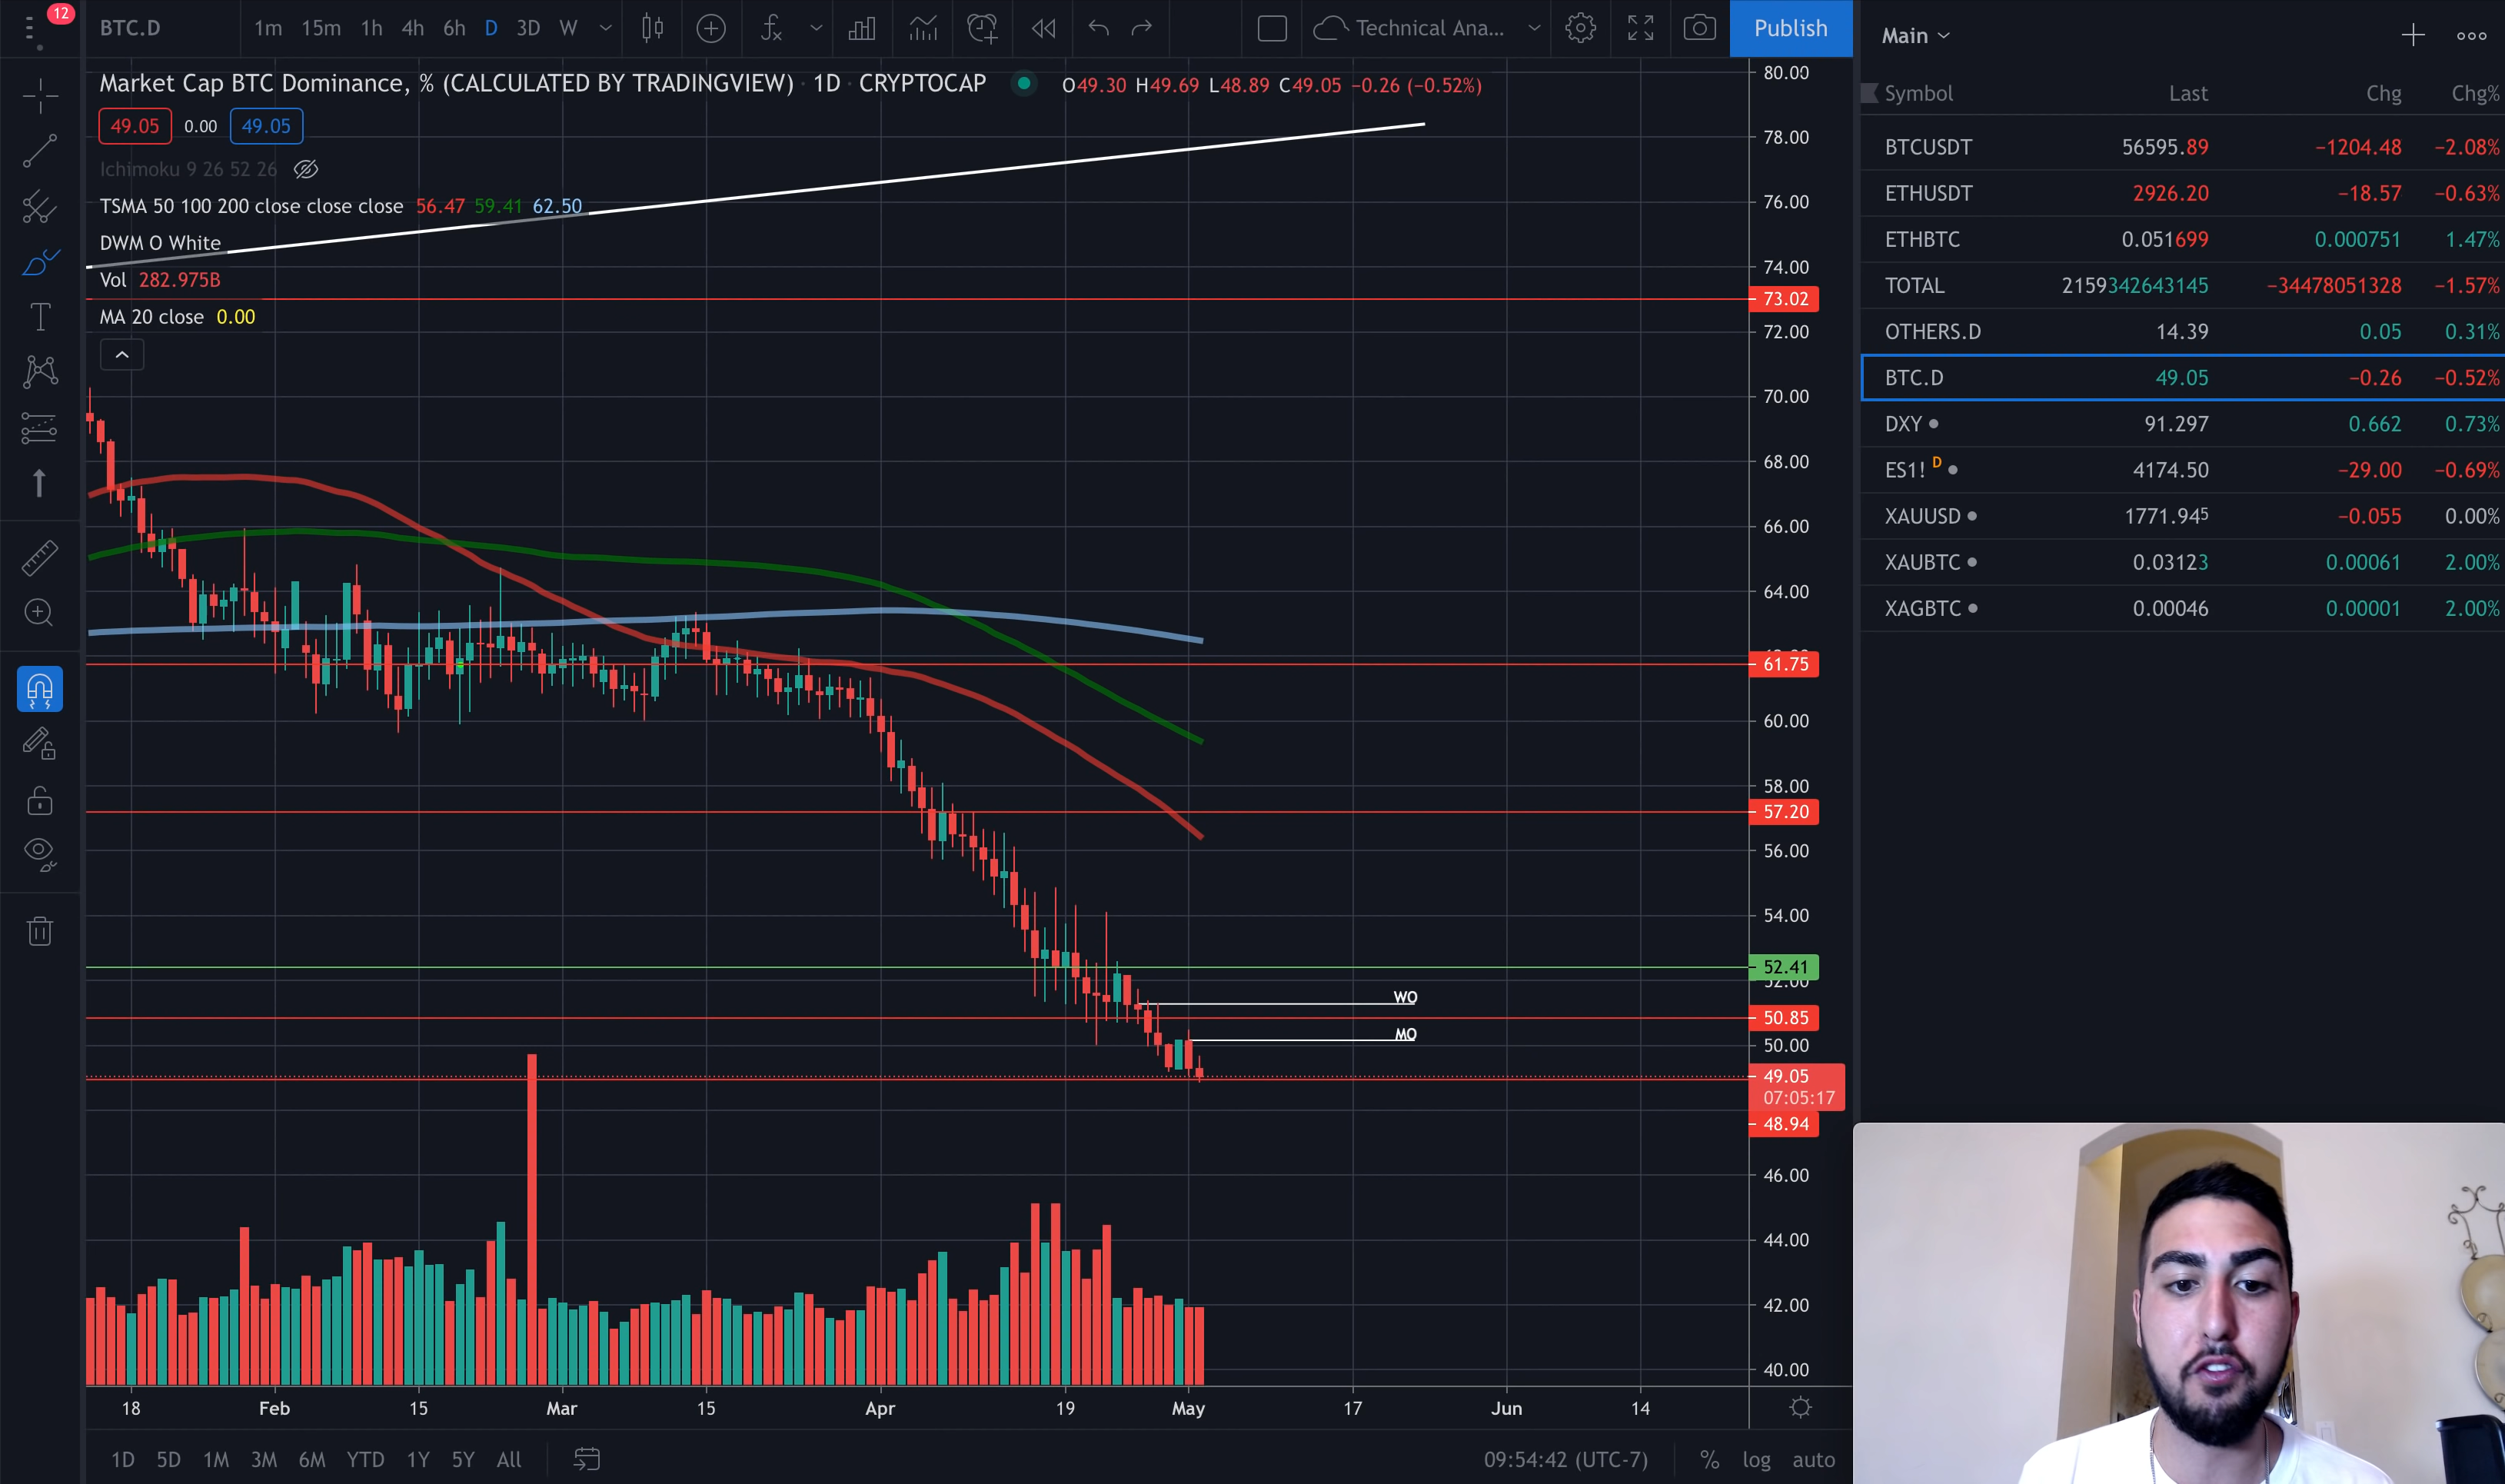 12
BTC.D 1m 15m 1h 4h 6h D 3D W Technical Ana... Publish
Market Cap BTC Dominance, % (CALCULATED BY TRADINGVIEW) · 1D · CRYPTOCAP O49.30 H49.69 L48.89 C49.05 −0.26 (−0.52%)
49.05 0.00 49.05
Ichimoku 9 26 52 26
TSMA 50 100 200 close close close 56.47 59.41 62.50
DWM O White
Vol 282.975B
MA 20 close 0.00
80.00
78.00
76.00
74.00
73.02
72.00
70.00
68.00
66.00
64.00
61.75
60.00
58.00
57.20
56.00
54.00
52.41
52.00
WO
50.85
MO
50.00
49.05
07:05:17
48.94
46.00
44.00
42.00
40.00
18 Feb 15 Mar 15 Apr 19 May 17 Jun 14
1D 5D 1M 3M 6M YTD 1Y 5Y All 09:54:42 (UTC-7) % log auto
Main
Symbol Last Chg Chg%
BTCUSDT 56595.89 −1204.48 −2.08%
ETHUSDT 2926.20 −18.57 −0.63%
ETHBTC 0.051699 0.000751 1.47%
TOTAL 2159342643145 −34478051328 −1.57%
OTHERS.D 14.39 0.05 0.31%
BTC.D 49.05 −0.26 −0.52%
DXY 91.297 0.662 0.73%
ES1! D 4174.50 −29.00 −0.69%
XAUUSD 1771.945 −0.055 0.00%
XAUBTC 0.03123 0.00061 2.00%
XAGBTC 0.00046 0.00001 2.00%